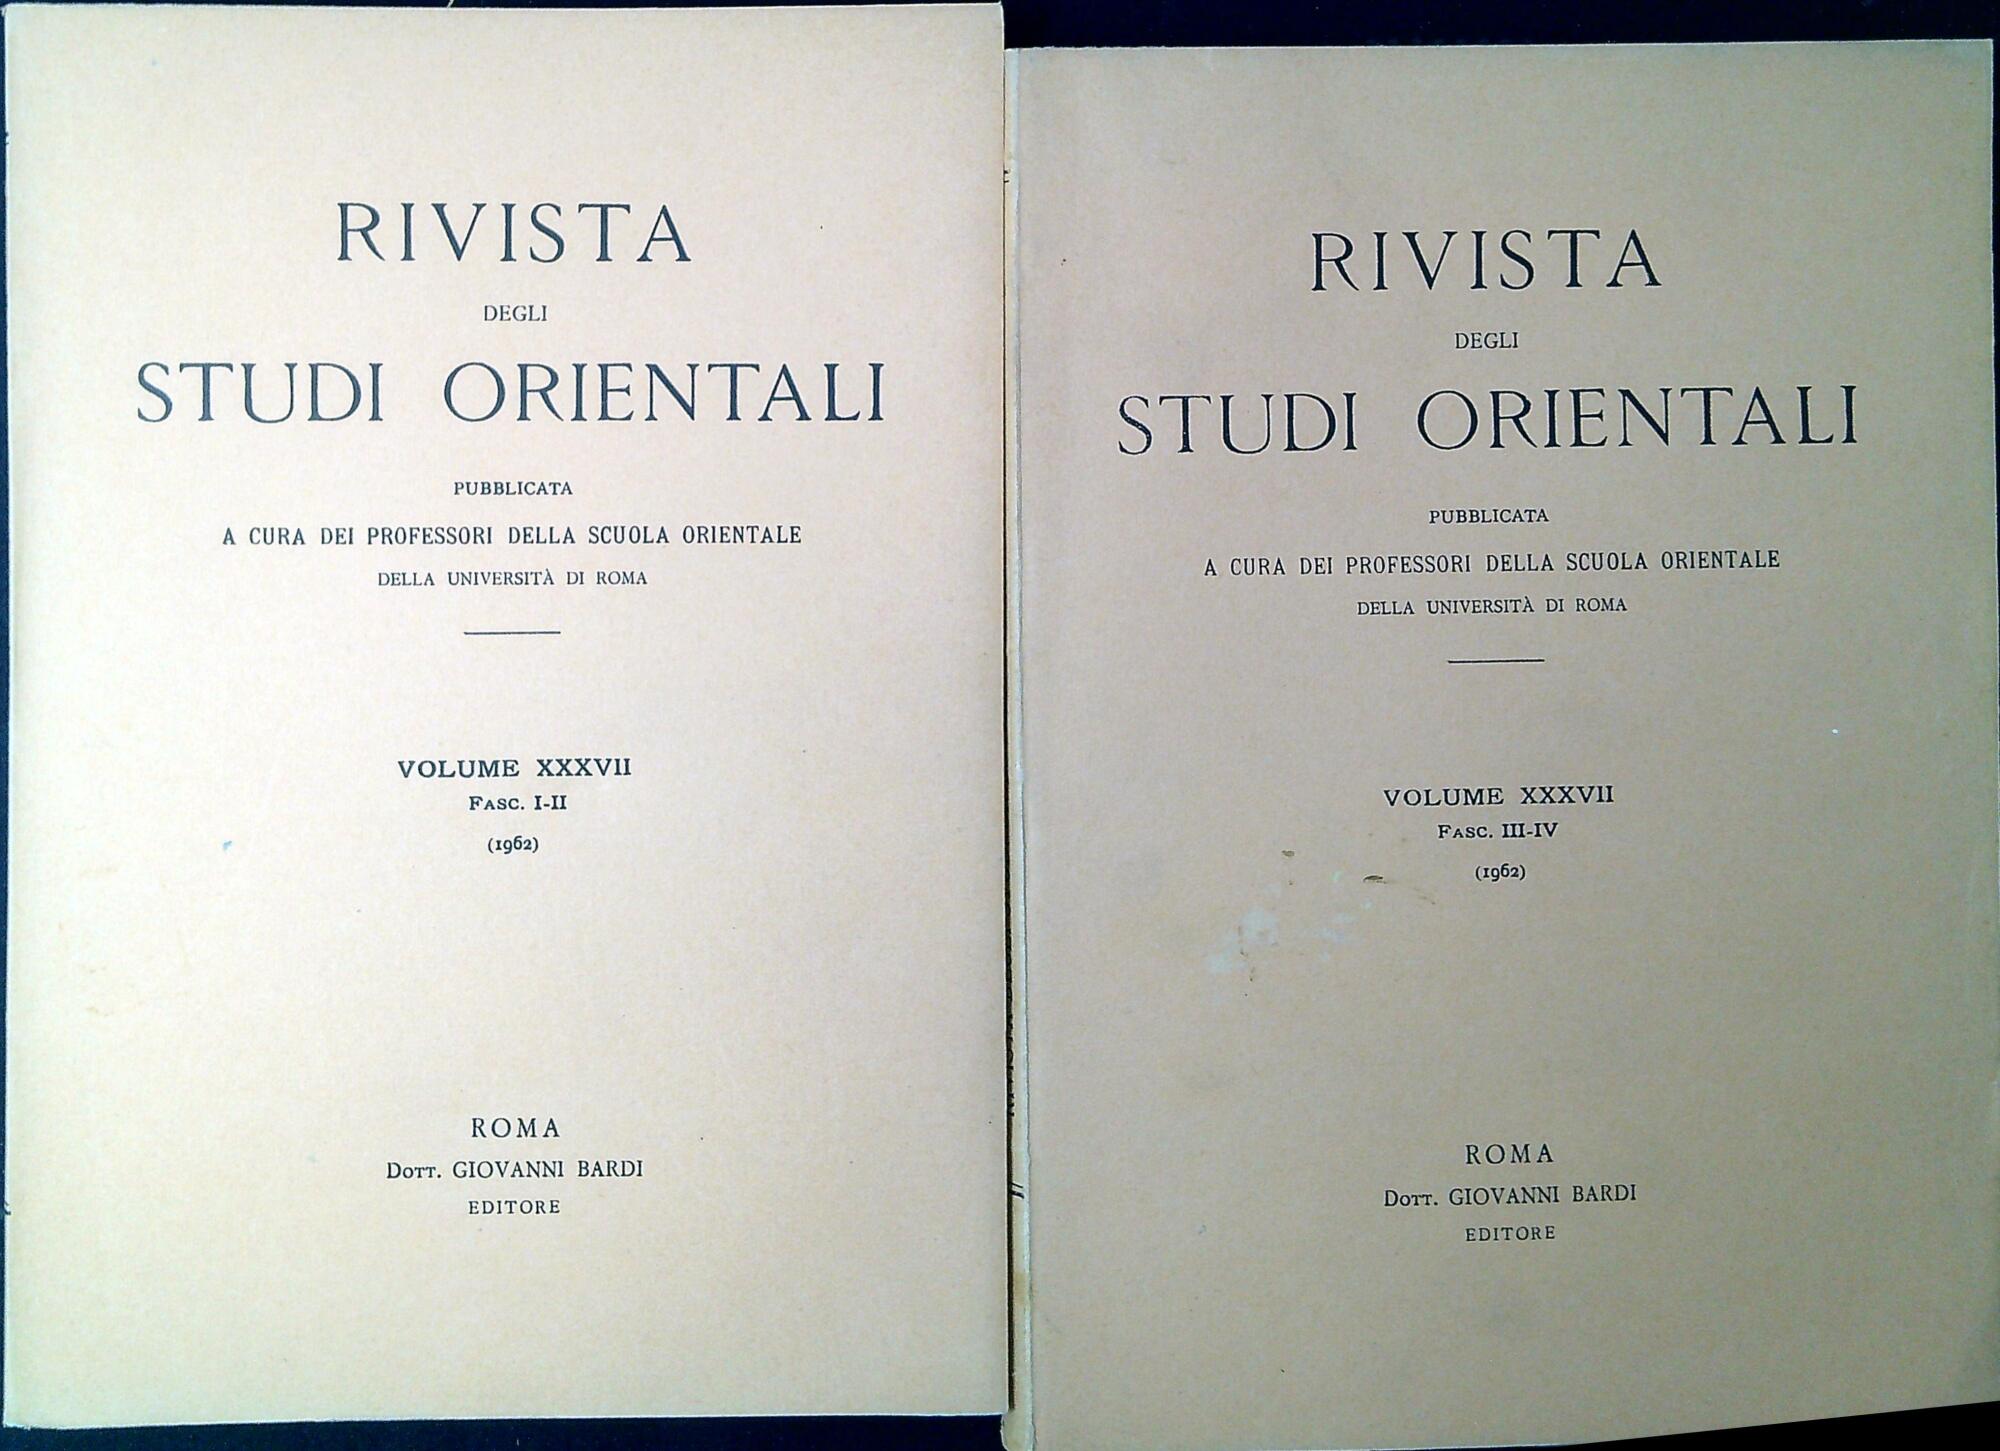 RIVISTA
DEGLI
STUDI ORIENTALI
PUBBLICATA
A CURA DEI PROFESSORI DELLA SCUOLA ORIENTALE
DELLA UNIVERSITÀ DI ROMA
VOLUME XXXVII
FASC. I-II
(1962)
ROMA
DOTT. GIOVANNI BARDI
EDITORE
RIVISTA
DEGLI
STUDI ORIENTALI
PUBBLICATA
A CURA DEI PROFESSORI DELLA SCUOLA ORIENTALE
DELLA UNIVERSITÀ DI ROMA
VOLUME XXXVII
FASC. III-IV
(1962)
ROMA
DOTT. GIOVANNI BARDI
EDITORE